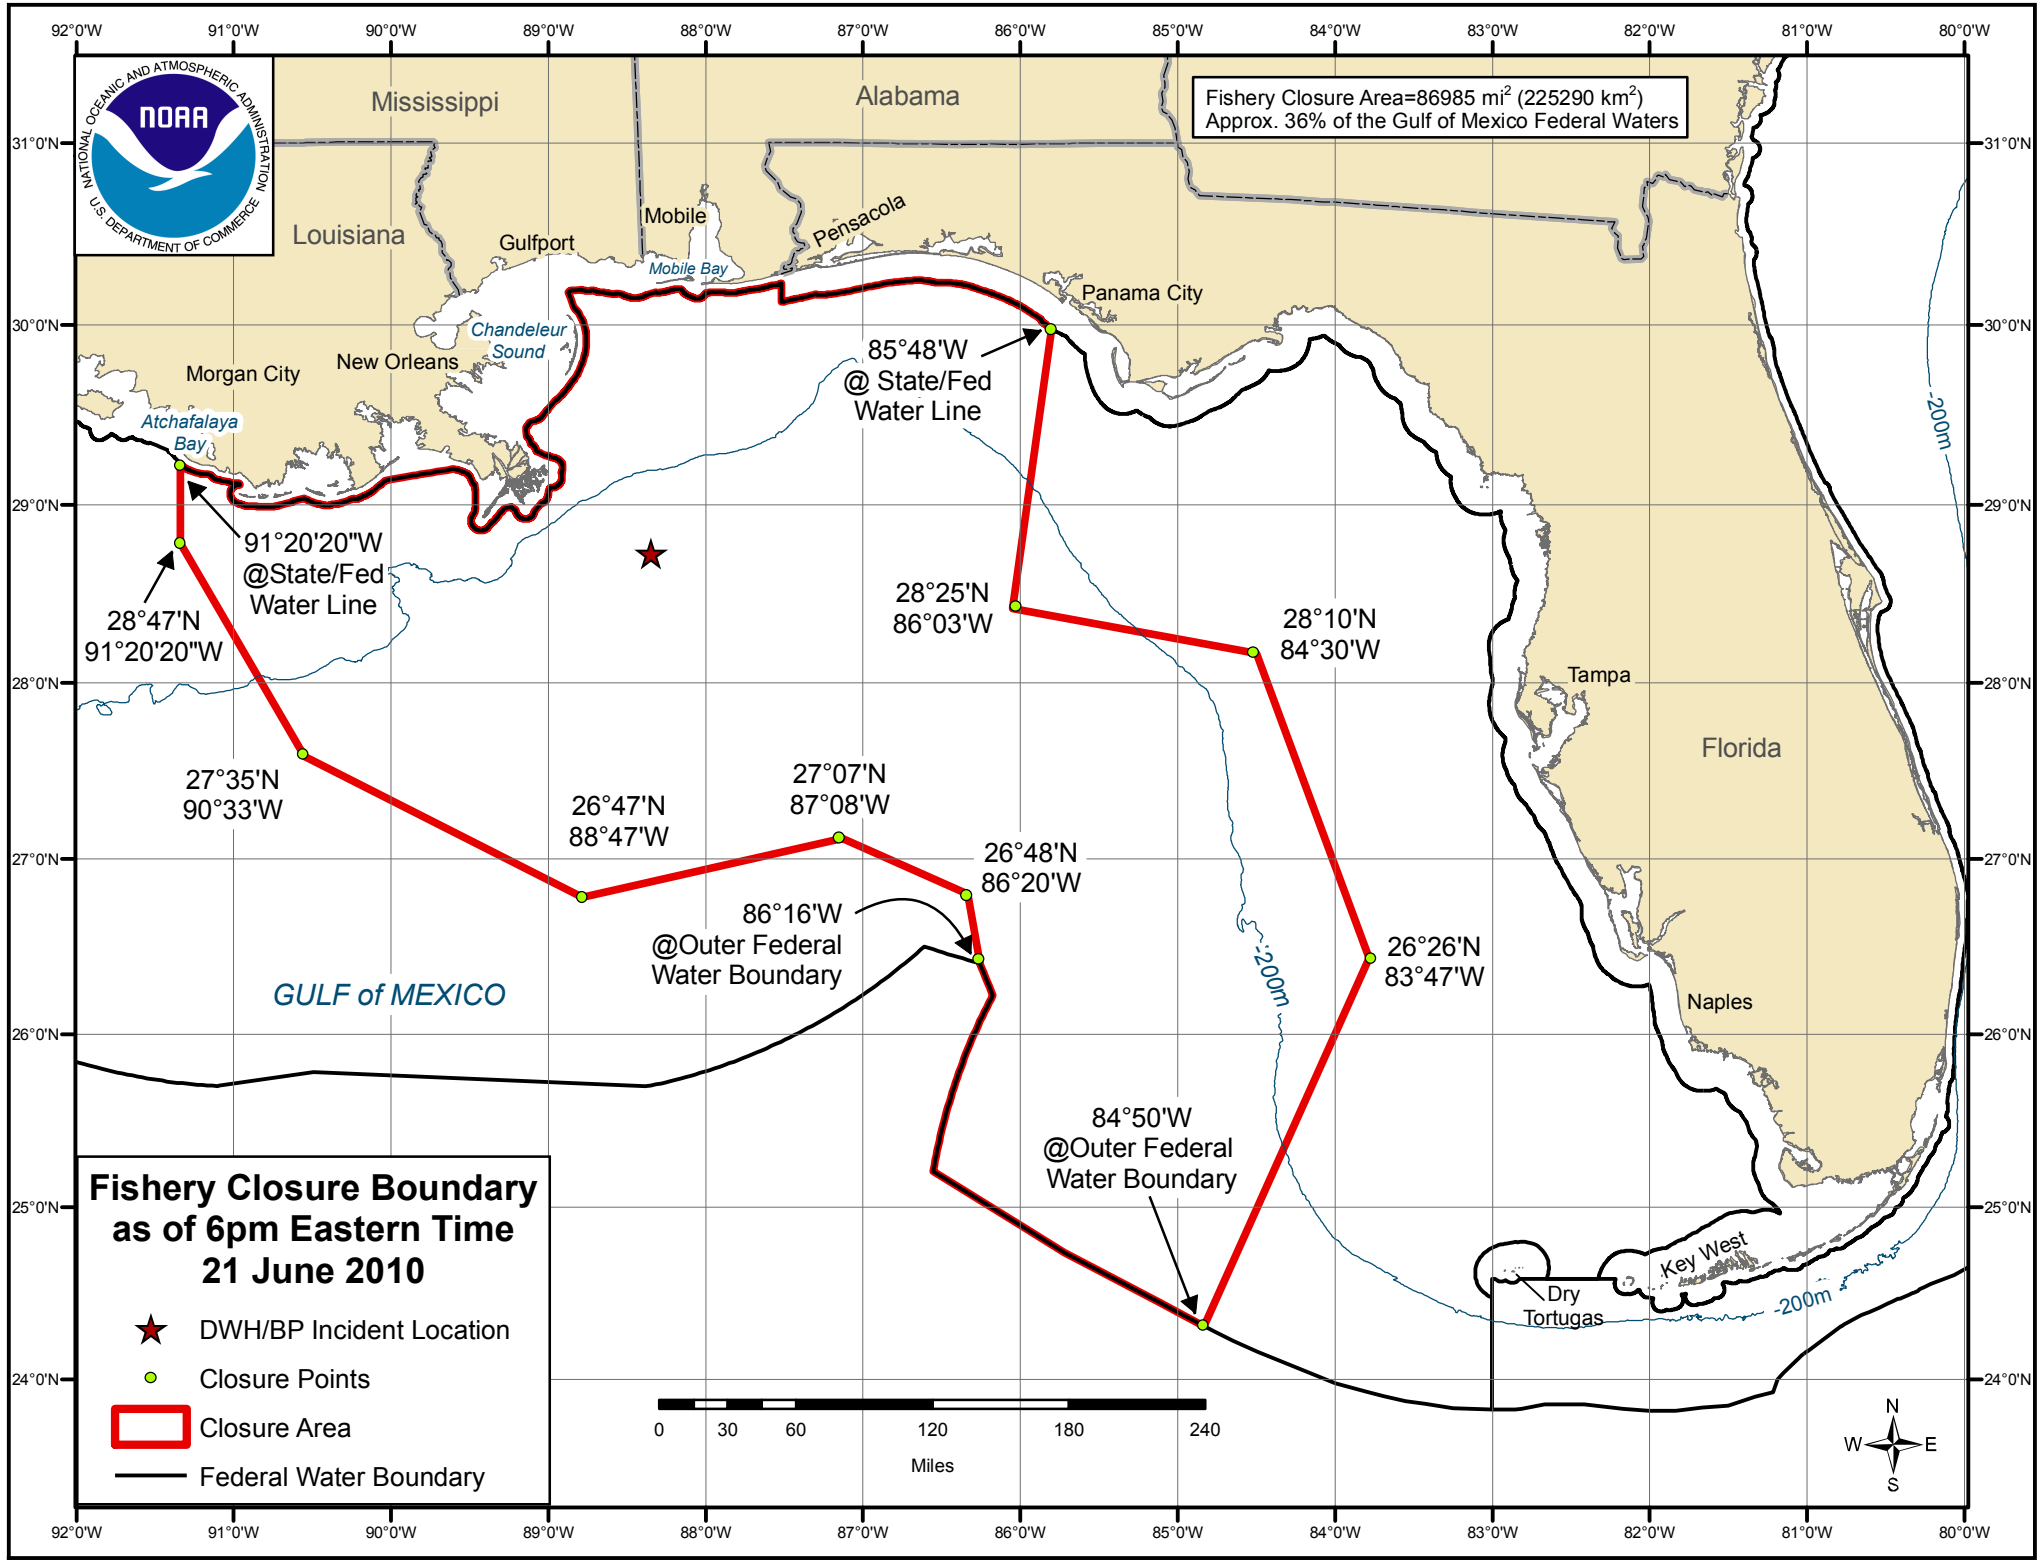 92°0'W 91°0'W 90°0'W 89°0'W 88°0'W 87°0'W 86°0'W 85°0'W 84°0'W 83°0'W 82°0'W 81°0'W 80°0'W
NATIONAL OCEANIC AND ATMOSPHERIC ADMINISTRATION
NOAA
U.S. DEPARTMENT OF COMMERCE
Mississippi
Alabama
Fishery Closure Area=86985 mi² (225290 km²)
Approx. 36% of the Gulf of Mexico Federal Waters
31°0'N
31°0'N
Louisiana
Gulfport
Mobile
Mobile Bay
Pensacola
Panama City
30°0'N
30°0'N
Chandeleur
Sound
New Orleans
Morgan City
Atchafalaya
Bay
85°48'W
@ State/Fed
Water Line
-200m
29°0'N
29°0'N
91°20'20"W
@State/Fed
Water Line
28°47'N
91°20'20"W
28°25'N
86°03'W
28°10'N
84°30'W
Tampa
28°0'N
28°0'N
Florida
27°35'N
90°33'W
26°47'N
88°47'W
27°07'N
87°08'W
26°48'N
86°20'W
27°0'N
27°0'N
86°16'W
@Outer Federal
Water Boundary
-200m
26°26'N
83°47'W
GULF of MEXICO
Naples
26°0'N
26°0'N
84°50'W
@Outer Federal
Water Boundary
25°0'N
25°0'N
Key West
Dry
Tortugas
-200m
24°0'N
24°0'N
Fishery Closure Boundary
as of 6pm Eastern Time
21 June 2010
DWH/BP Incident Location
Closure Points
Closure Area
Federal Water Boundary
0 30 60 120 180 240
Miles
N
W E
S
92°0'W 91°0'W 90°0'W 89°0'W 88°0'W 87°0'W 86°0'W 85°0'W 84°0'W 83°0'W 82°0'W 81°0'W 80°0'W